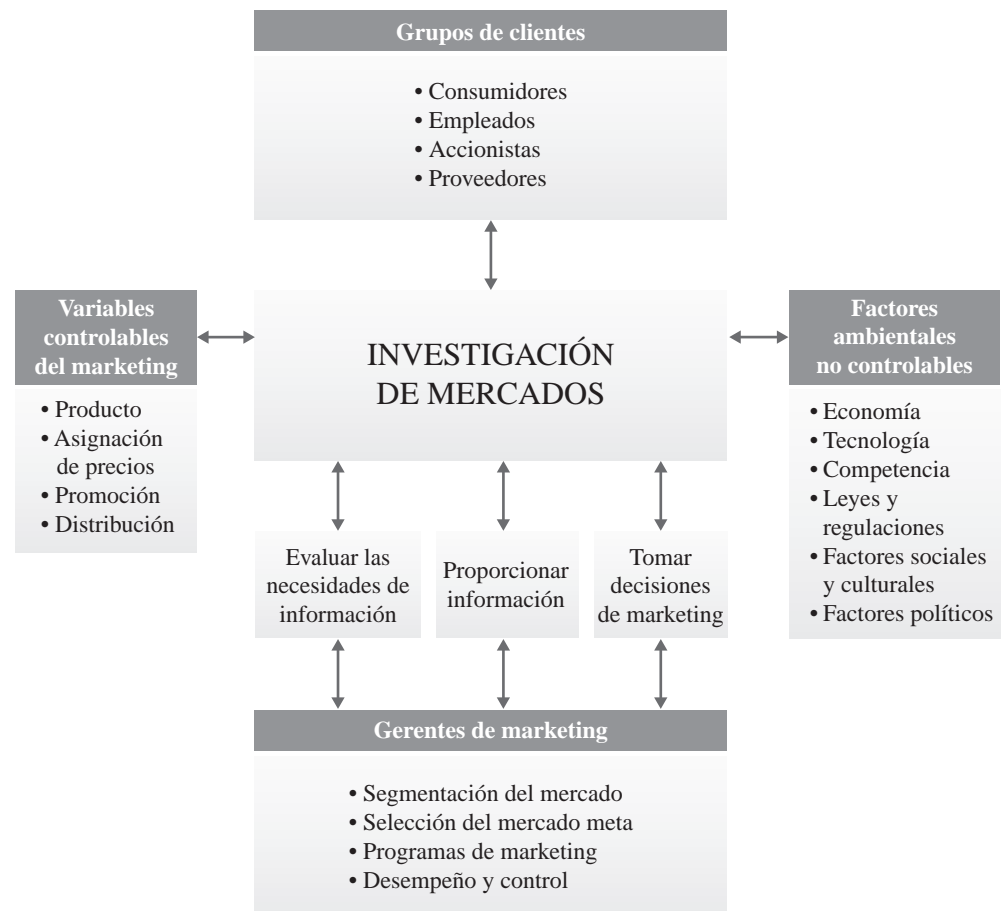 Grupos de clientes
• Consumidores
• Empleados
• Accionistas
• Proveedores
Variables
controlables
del marketing
• Producto
• Asignación
de precios
• Promoción
• Distribución
INVESTIGACIÓN
DE MERCADOS
Factores
ambientales
no controlables
• Economía
• Tecnología
• Competencia
• Leyes y
regulaciones
• Factores sociales
y culturales
• Factores políticos
Evaluar las
necesidades de
información
Proporcionar
información
Tomar
decisiones
de marketing
Gerentes de marketing
• Segmentación del mercado
• Selección del mercado meta
• Programas de marketing
• Desempeño y control